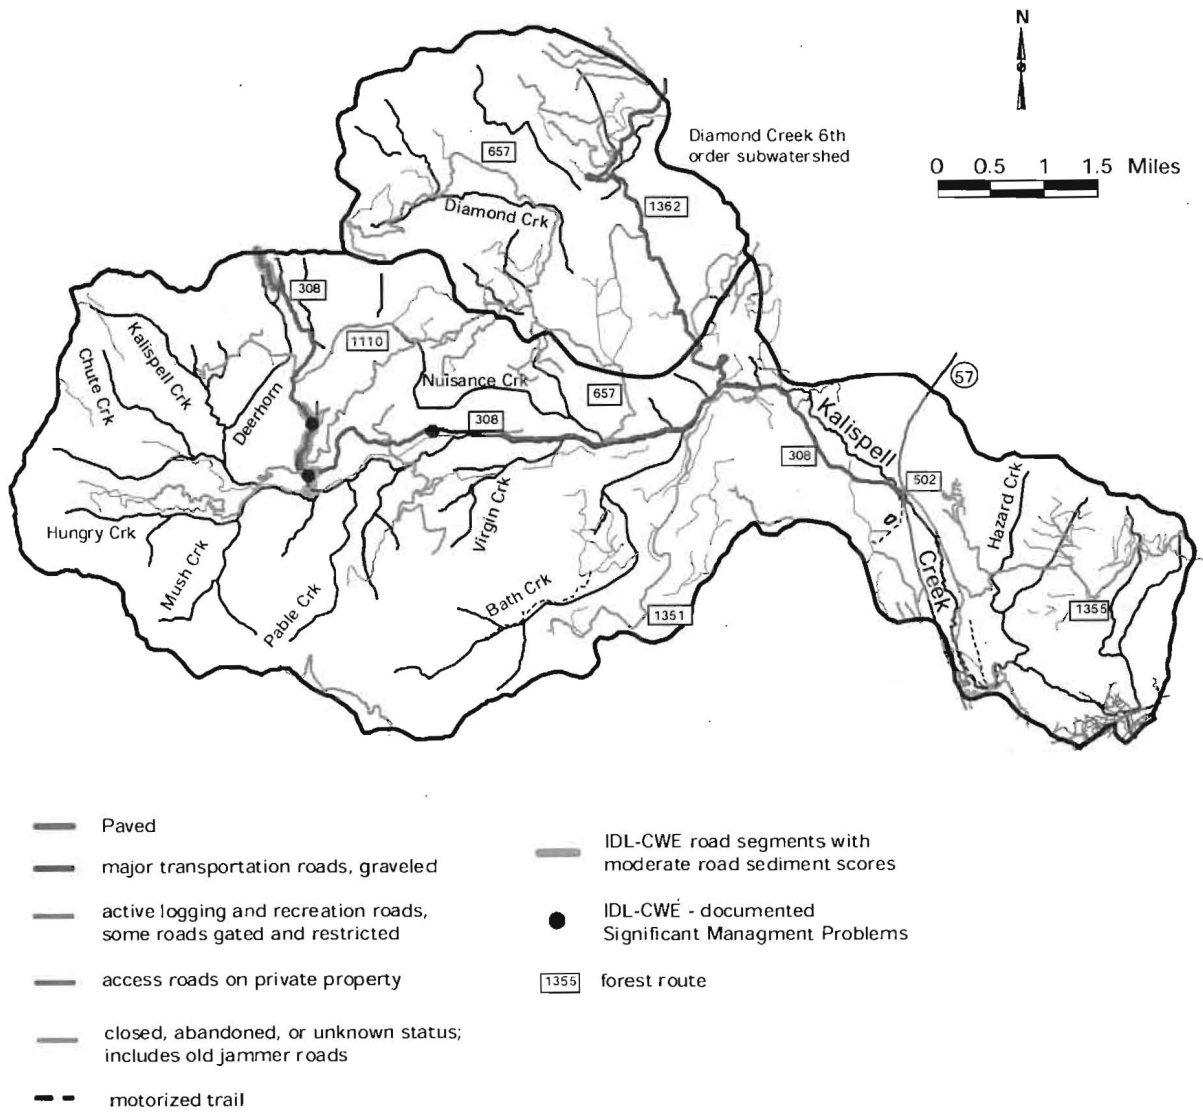 N
Diamond Creek 6th
order subwatershed
0 0.5 1 1.5 Miles
657
1362
Diamond Crk
308
1110
Kalispell Crk
Chute Crk
Deerhorn
Nuisance Crk
657
308
57
Kalispell
308
502
Hazard Crk
Virgin Crk
Hungry Crk
Mush Crk
Pable Crk
Bath Crk
Creek
1351
1355
Paved
major transportation roads, graveled
active logging and recreation roads,
some roads gated and restricted
access roads on private property
closed, abandoned, or unknown status;
includes old jammer roads
motorized trail
IDL-CWE road segments with
moderate road sediment scores
IDL-CWE - documented
Significant Managment Problems
1355 forest route